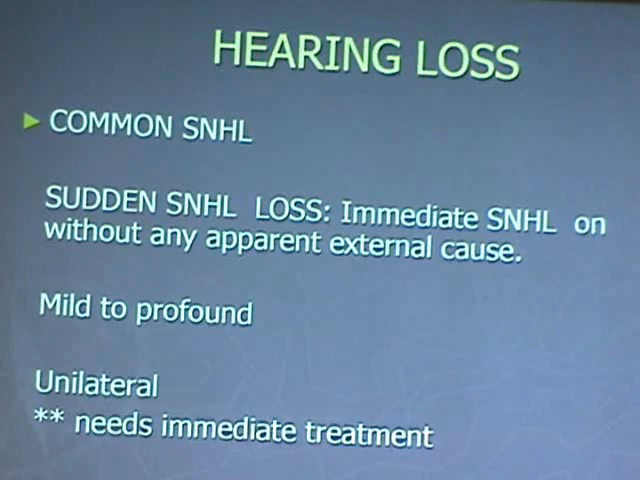 HEARING LOSS
COMMON SNHL
SUDDEN SNHL LOSS: Immediate SNHL on
without any apparent external cause.
Mild to profound
Unilateral
** needs immediate treatment